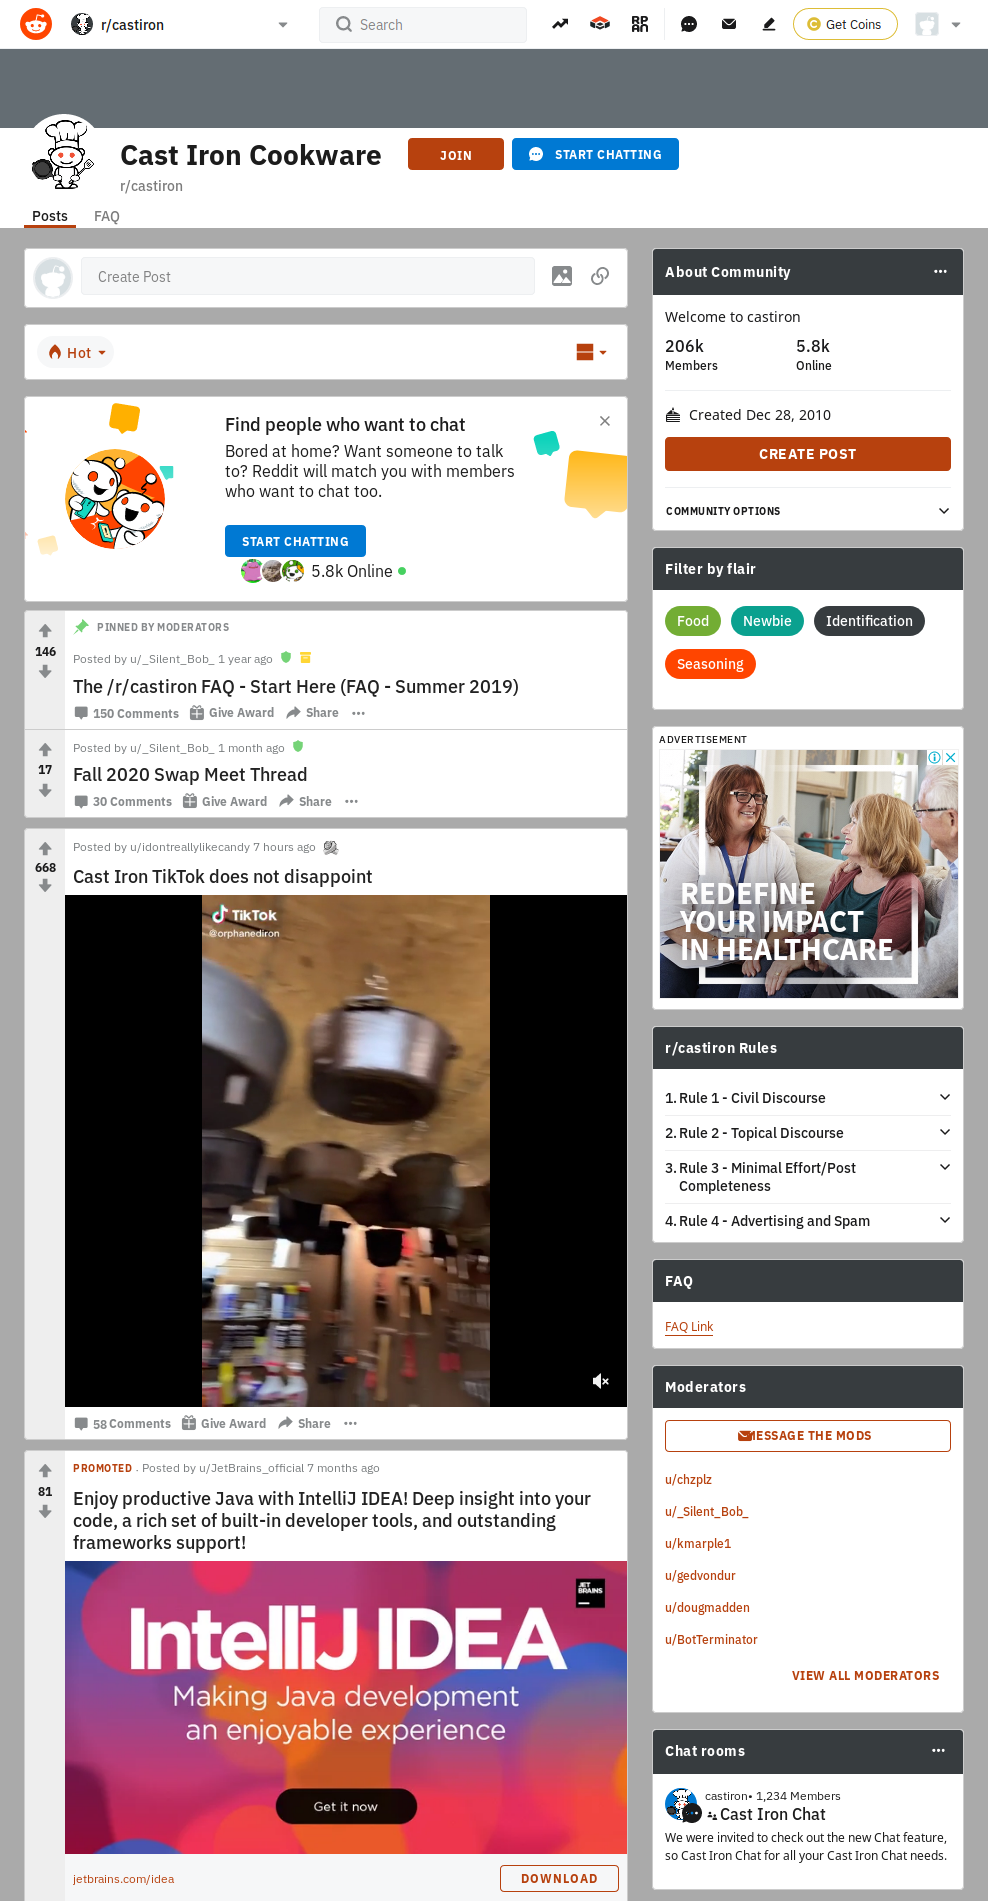 r/castiron
Search
Get Coins
Cast Iron Cookware
JOIN
START CHATTING
r/castiron
Posts
FAQ
Create Post
Hot
Find people who want to chat
Bored at home? Want someone to talk
to? Reddit will match you with members
who want to chat too.
START CHATTING
5.8k Online
PINNED BY MODERATORS
146
Posted by u/_Silent_Bob_ 1 year ago
The /r/castiron FAQ - Start Here (FAQ - Summer 2019)
150 Comments Give Award Share
Posted by u/_Silent_Bob_ 1 month ago
17
Fall 2020 Swap Meet Thread
30 Comments Give Award Share
Posted by u/idontreallylikecandy 7 hours ago
668
Cast Iron TikTok does not disappoint
TikTok
@orphanediron
58 Comments Give Award Share
PROMOTED · Posted by u/JetBrains_official 7 months ago
81
Enjoy productive Java with IntelliJ IDEA! Deep insight into your
code, a rich set of built-in developer tools, and outstanding
frameworks support!
JET
BRAINS
IntelliJ IDEA
Making Java development
an enjoyable experience
Get it now
jetbrains.com/idea
DOWNLOAD
About Community
Welcome to castiron
206k 5.8k
Members Online
Created Dec 28, 2010
CREATE POST
COMMUNITY OPTIONS
Filter by flair
Food Newbie Identification
Seasoning
ADVERTISEMENT
REDEFINE
YOUR IMPACT
IN HEALTHCARE
r/castiron Rules
1. Rule 1 - Civil Discourse
2. Rule 2 - Topical Discourse
3. Rule 3 - Minimal Effort/Post
Completeness
4. Rule 4 - Advertising and Spam
FAQ
FAQ Link
Moderators
MESSAGE THE MODS
u/chzplz
u/_Silent_Bob_
u/kmarple1
u/gedvondur
u/dougmadden
u/BotTerminator
VIEW ALL MODERATORS
Chat rooms
castiron• 1,234 Members
Cast Iron Chat
We were invited to check out the new Chat feature,
so Cast Iron Chat for all your Cast Iron Chat needs.